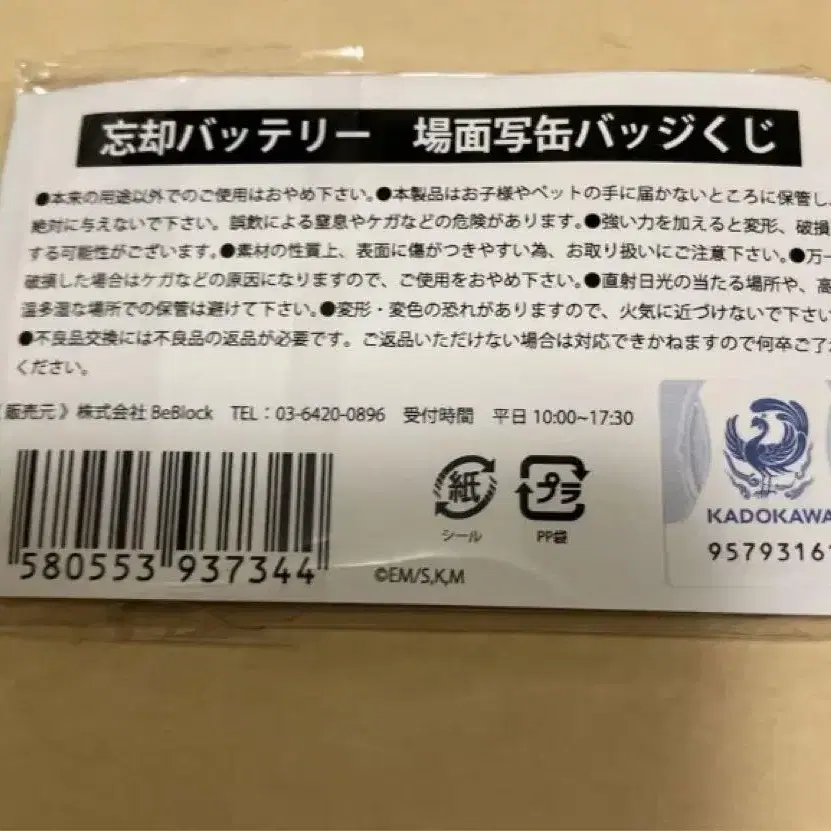 忘却バッテリー　場面写缶バッジくじ
●本来の用途以外でのご使用はおやめ下さい。●本製品はお子様やペットの手に届かないところに保管し、
絶対に与えないで下さい。誤飲による窒息やケガなどの危険があります。●強い力を加えると変形、破損
する可能性がございます。●素材の性質上、表面に傷がつきやすい為、お取り扱いにご注意下さい。●万一
破損した場合はケガなどの原因になりますので、ご使用をおやめ下さい。●直射日光の当たる場所や、高
温多湿な場所での保管は避けて下さい。●変形・変色の恐れがありますので、火気に近づけないで下さい
●不良品交換には不良品の返品が必要です。ご返品いただけない場合は対応できかねますので何卒ご了
ください。
販売元》株式会社 BeBlock　TEL：03-6420-0896　受付時間　平日 10:00~17:30
紙
シール
プラ
PP袋
KADOKAWA
9579316
580553 937344
©EM/S,K,M